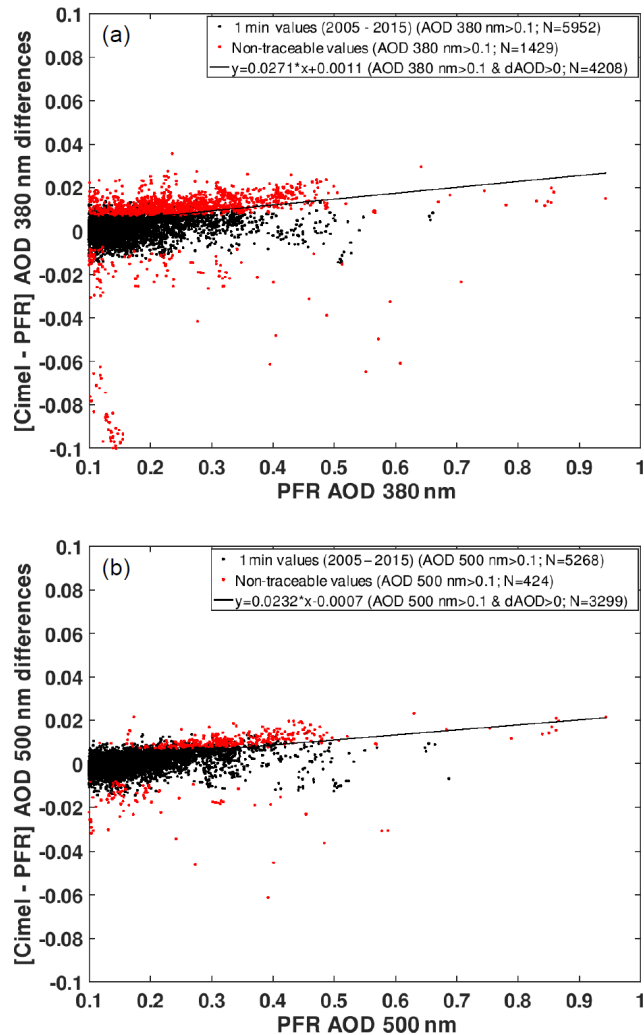 (a)
1 min values (2005 - 2015) (AOD 380 nm>0.1; N=5952)
Non-traceable values (AOD 380 nm>0.1; N=1429)
y=0.0271*x+0.0011 (AOD 380 nm>0.1 & dAOD>0; N=4208)
[Cimel - PFR] AOD 380 nm differences
0.1
0.08
0.06
0.04
0.02
0
-0.02
-0.04
-0.06
-0.08
-0.1
0.1 0.2 0.3 0.4 0.5 0.6 0.7 0.8 0.9 1
PFR AOD 380 nm
(b)
1 min values (2005 - 2015) (AOD 500 nm>0.1; N=5268)
Non-traceable values (AOD 500 nm>0.1; N=424)
y=0.0232*x-0.0007 (AOD 500 nm>0.1 & dAOD>0; N=3299)
[Cimel - PFR] AOD 500 nm differences
0.1
0.08
0.06
0.04
0.02
0
-0.02
-0.04
-0.06
-0.08
-0.1
0.1 0.2 0.3 0.4 0.5 0.6 0.7 0.8 0.9 1
PFR AOD 500 nm